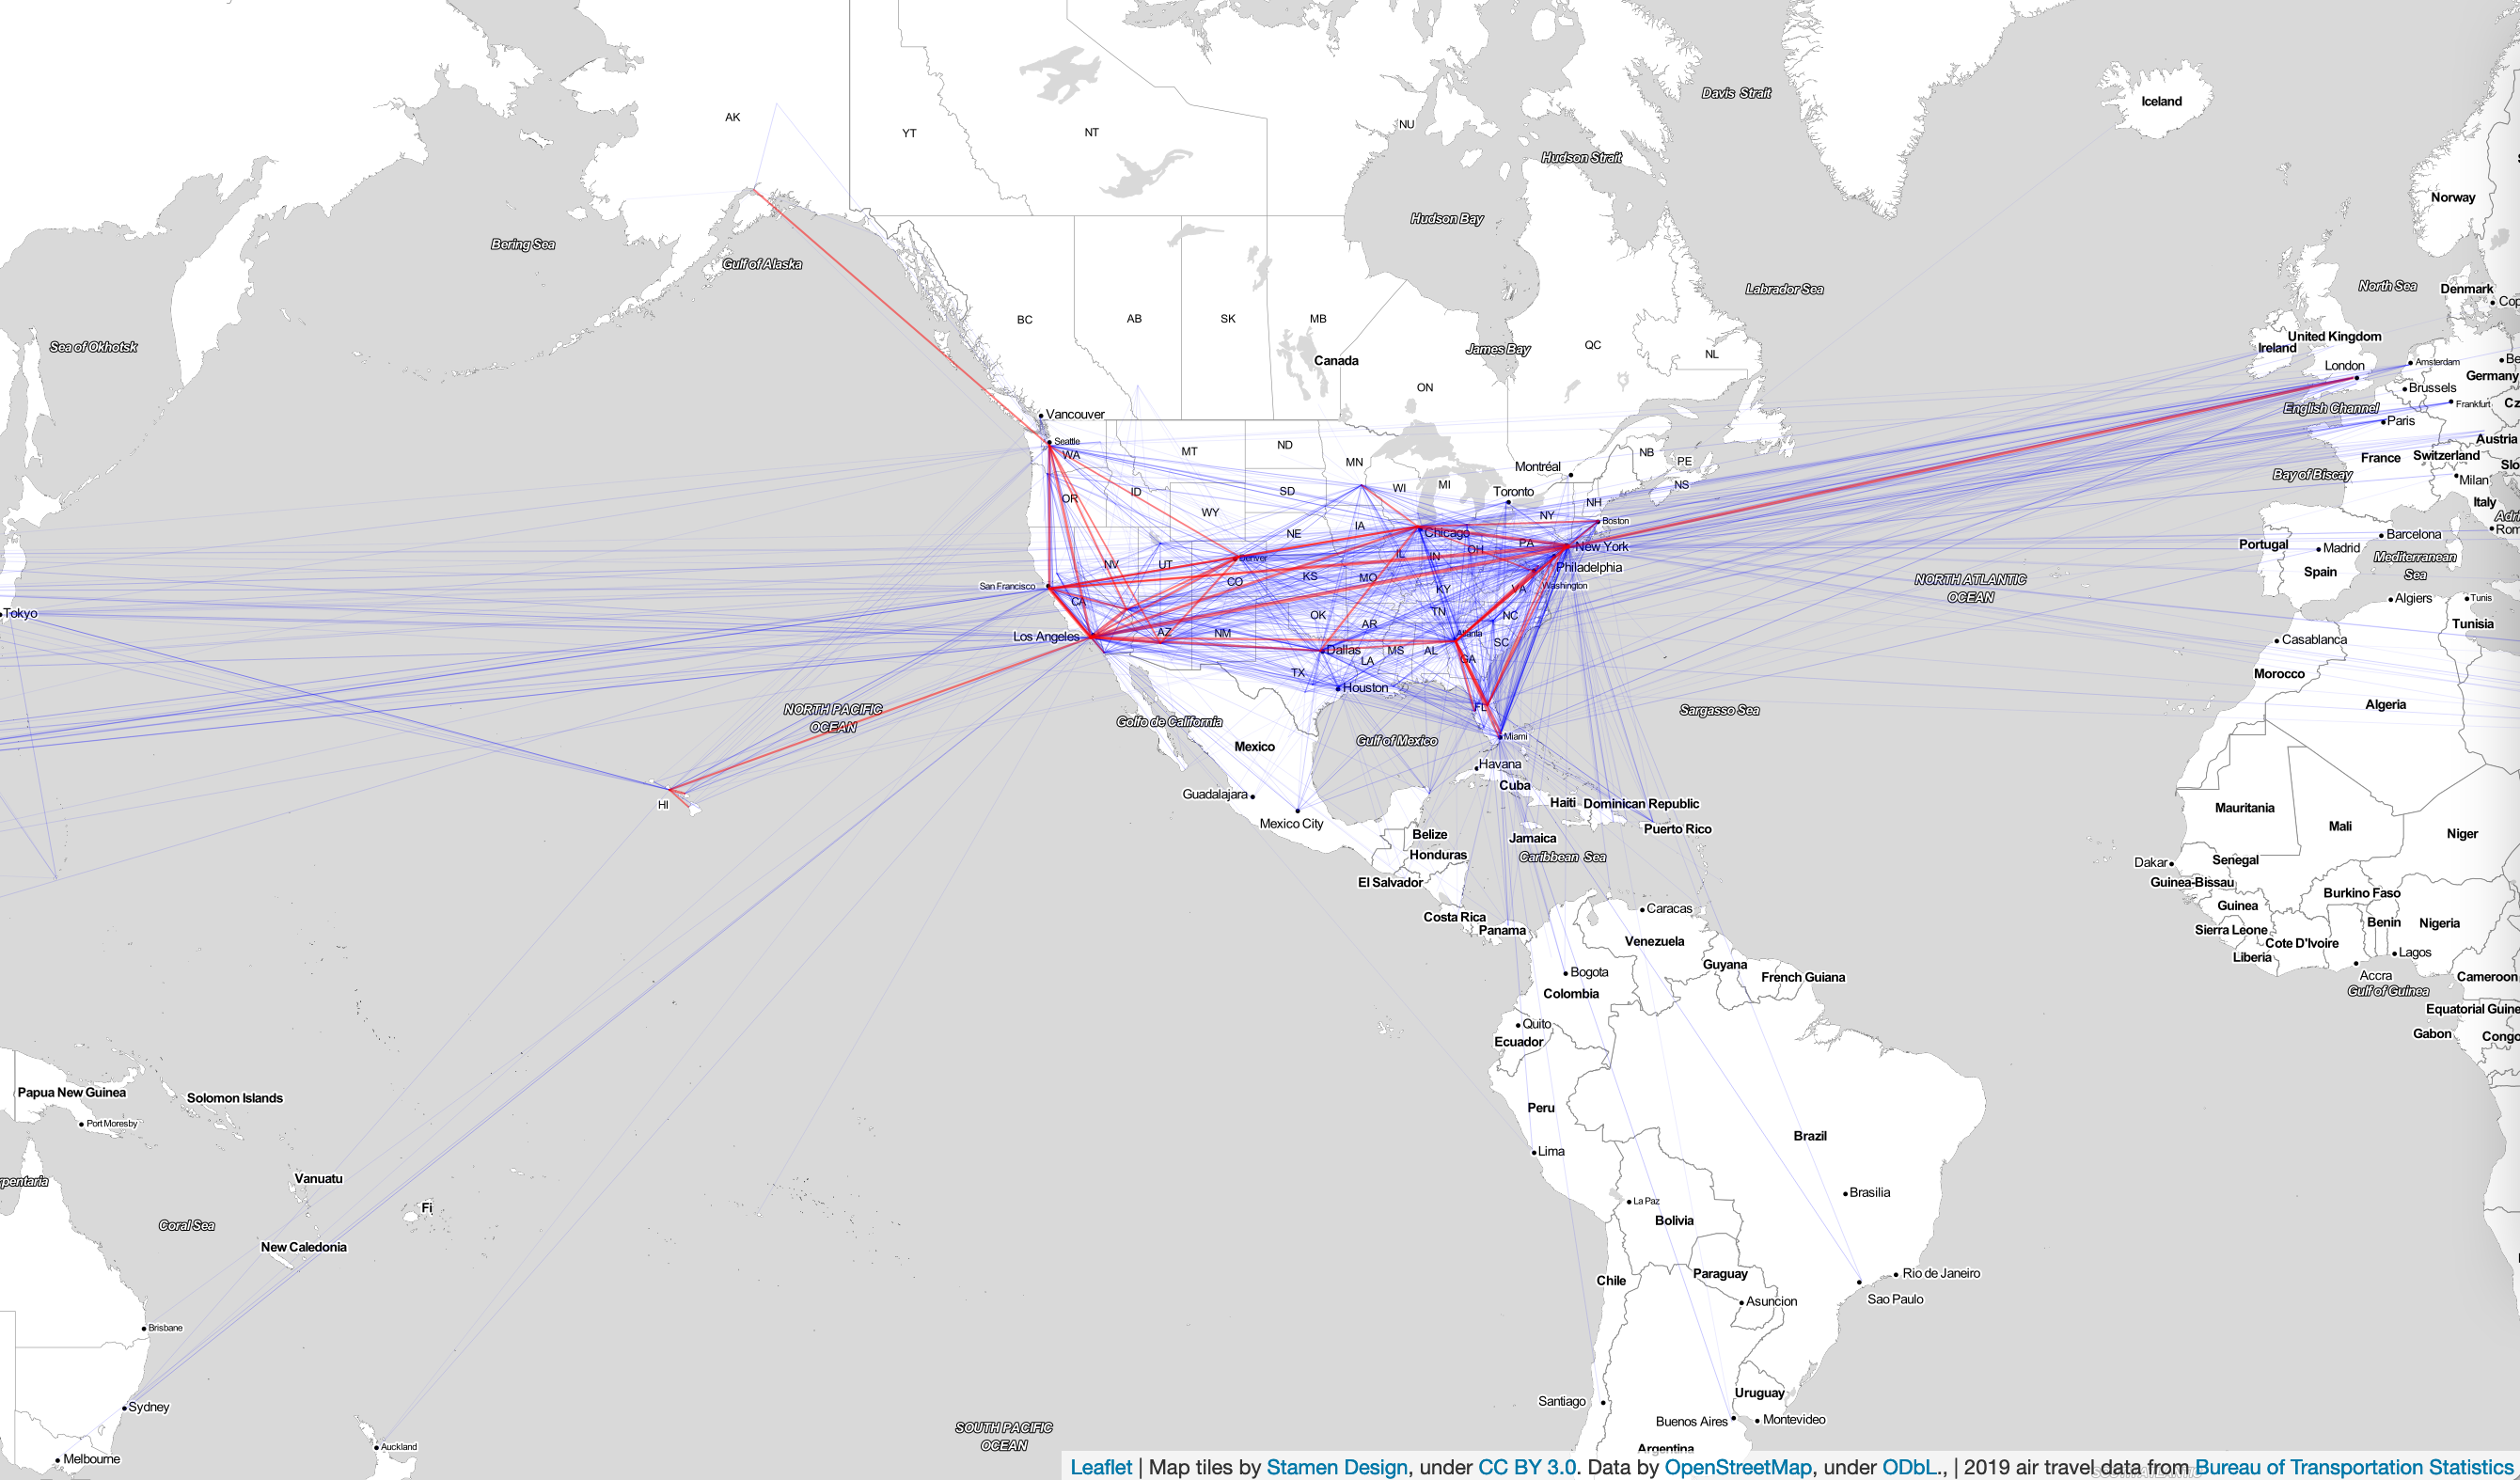 Davis Strait
Iceland
AK
YT
NT
NU
Hudson Strait
Norway
Hudson Bay
Bering Sea
Gulf of Alaska
North Sea
Denmark
Labrador Sea
Cop
BC
AB
SK
MB
Sea of Okhotsk
Canada
James Bay
QC
NL
United Kingdom
Ireland
London
Amsterdam
Be
Germany
ON
Brussels
Vancouver
English Channel
Frankfurt
Cz
Paris
Seattle
WA
MT
ND
MN
Montréal
NB
PE
Austria
France
Switzerland
Slo
Bay of Biscay
Milan
OR
ID
SD
WI
MI
Toronto
NH
NS
Italy
WY
NE
IA
Chicago
NY
Boston
Adri
Rom
Portugal
Barcelona
Madrid
Mediterranean
Sea
Spain
NV
UT
Denver
CO
KS
MO
IL
IN
OH
PA
New York
Philadelphia
Washington
San Francisco
CA
KY
VA
NORTH ATLANTIC
OCEAN
Algiers
Tunis
Tokyo
OK
AR
TN
NC
Tunisia
Los Angeles
AZ
NM
Atlanta
SC
Casablanca
Dallas
MS
AL
GA
LA
TX
Houston
Morocco
Algeria
NORTH PACIFIC
OCEAN
Golfo de California
FL
Sargasso Sea
Mexico
Gulf of Mexico
Miami
Havana
Cuba
HI
Guadalajara
Mexico City
Haiti
Dominican Republic
Puerto Rico
Mauritania
Mali
Niger
Belize
Jamaica
Honduras
Caribbean Sea
Dakar
Senegal
El Salvador
Guinea-Bissau
Burkino Faso
Costa Rica
Caracas
Guinea
Panama
Benin
Nigeria
Sierra Leone
Venezuela
Cote D'Ivoire
Liberia
Lagos
Bogota
Guyana
French Guiana
Accra
Cameroon
Colombia
Gulf of Guinea
Equatorial Guine
Quito
Ecuador
Gabon
Congo
Papua New Guinea
Solomon Islands
Port Moresby
Peru
Brazil
Lima
Vanuatu
rpentaria
Brasilia
La Paz
Fi
Bolivia
Coral Sea
New Caledonia
Chile
Paraguay
Rio de Janeiro
Asuncion
Sao Paulo
Brisbane
Uruguay
Sydney
Santiago
Buenos Aires
Montevideo
SOUTH PACIFIC
OCEAN
Auckland
Argentina
Melbourne
Leaflet | Map tiles by Stamen Design, under CC BY 3.0. Data by OpenStreetMap, under ODbL., | 2019 air travel data from Bureau of Transportation Statistics.